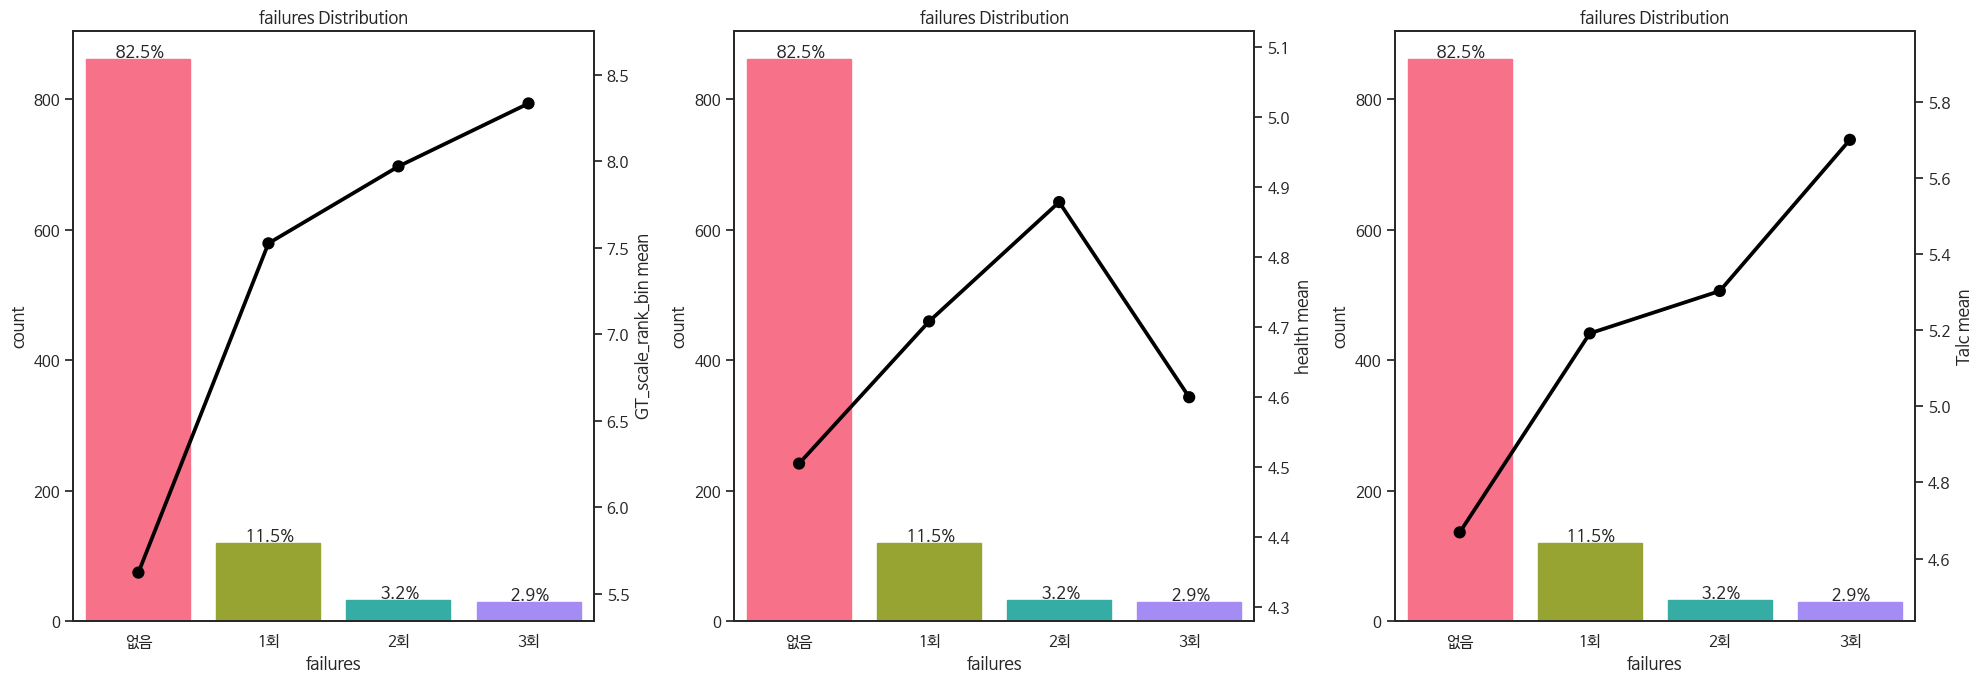 failures Distribution
82.5%
11.5%
3.2%
2.9%
800
600
400
200
0
count
8.5
8.0
7.5
7.0
6.5
6.0
5.5
GT_scale_rank_bin mean
없음
1회
2회
3회
failures
failures Distribution
82.5%
11.5%
3.2%
2.9%
800
600
400
200
0
count
5.1
5.0
4.9
4.8
4.7
4.6
4.5
4.4
4.3
health mean
없음
1회
2회
3회
failures
failures Distribution
82.5%
11.5%
3.2%
2.9%
800
600
400
200
0
count
5.8
5.6
5.4
5.2
5.0
4.8
4.6
Talc mean
없음
1회
2회
3회
failures